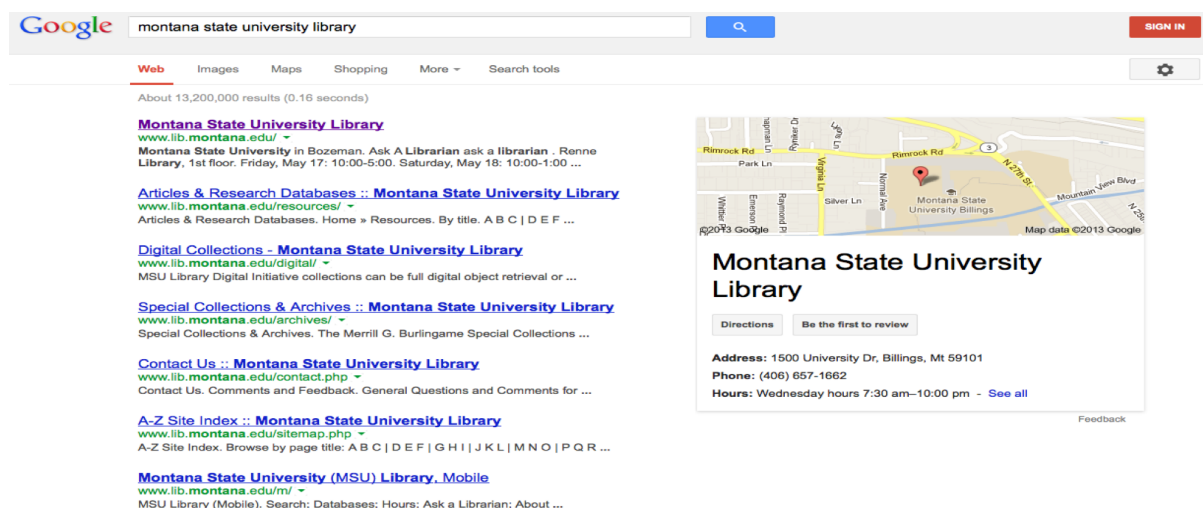 Google
montana state university library
SIGN IN
Web Images Maps Shopping More Search tools
About 13,200,000 results (0.16 seconds)
Montana State University Library
www.lib.montana.edu/
Montana State University in Bozeman. Ask A Librarian ask a librarian . Renne
Library, 1st floor. Friday, May 17: 10:00-5:00. Saturday, May 18: 10:00-1:00 ...
Articles & Research Databases :: Montana State University Library
www.lib.montana.edu/resources/
Articles & Research Databases. Home » Resources. By title. A B C | D E F ...
Digital Collections - Montana State University Library
www.lib.montana.edu/digital/
MSU Library Digital Initiative collections can be full digital object retrieval or ...
Special Collections & Archives :: Montana State University Library
www.lib.montana.edu/archives/
Special Collections & Archives. The Merrill G. Burlingame Special Collections ...
Contact Us :: Montana State University Library
www.lib.montana.edu/contact.php
Contact Us. Comments and Feedback. General Questions and Comments for ...
A-Z Site Index :: Montana State University Library
www.lib.montana.edu/sitemap.php
A-Z Site Index. Browse by page title: A B C | D E F | G H I | J K L | M N O | P Q R ...
Montana State University (MSU) Library, Mobile
www.lib.montana.edu/m/
MSU Library (Mobile). Search: Databases: Hours: Ask a Librarian: About ...
Rimrock Rd
Rimrock Rd
3
Park Ln
Virginia Ln
Normal Ave
N 27th St
Mountain View Blvd
Silver Ln
Emerson Pl
Raymond Pl
Montana State
University Billings
©2013 Google
Map data ©2013 Google
Montana State University
Library
Directions Be the first to review
Address: 1500 University Dr, Billings, Mt 59101
Phone: (406) 657-1662
Hours: Wednesday hours 7:30 am–10:00 pm - See all
Feedback